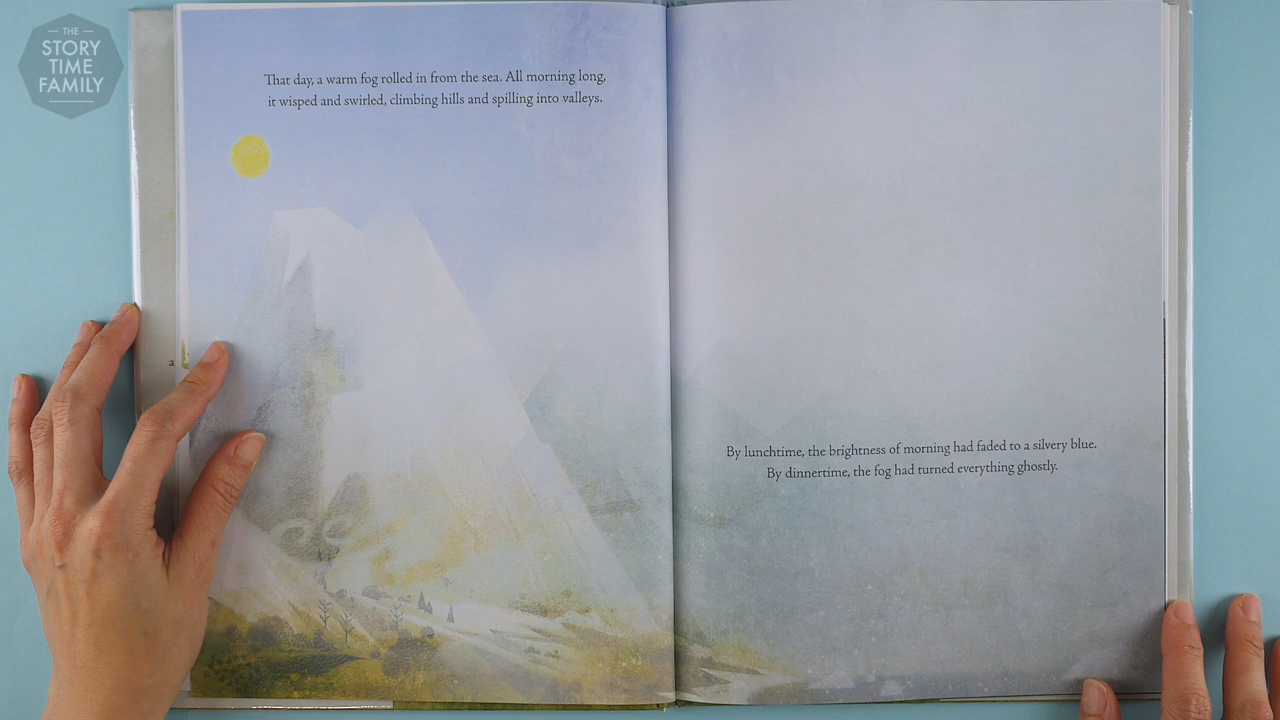 THE
STORY
TIME
FAMILY
That day, a warm fog rolled in from the sea. All morning long,
it wisped and swirled, climbing hills and spilling into valleys.
a
By lunchtime, the brightness of morning had faded to a silvery blue.
By dinnertime, the fog had turned everything ghostly.